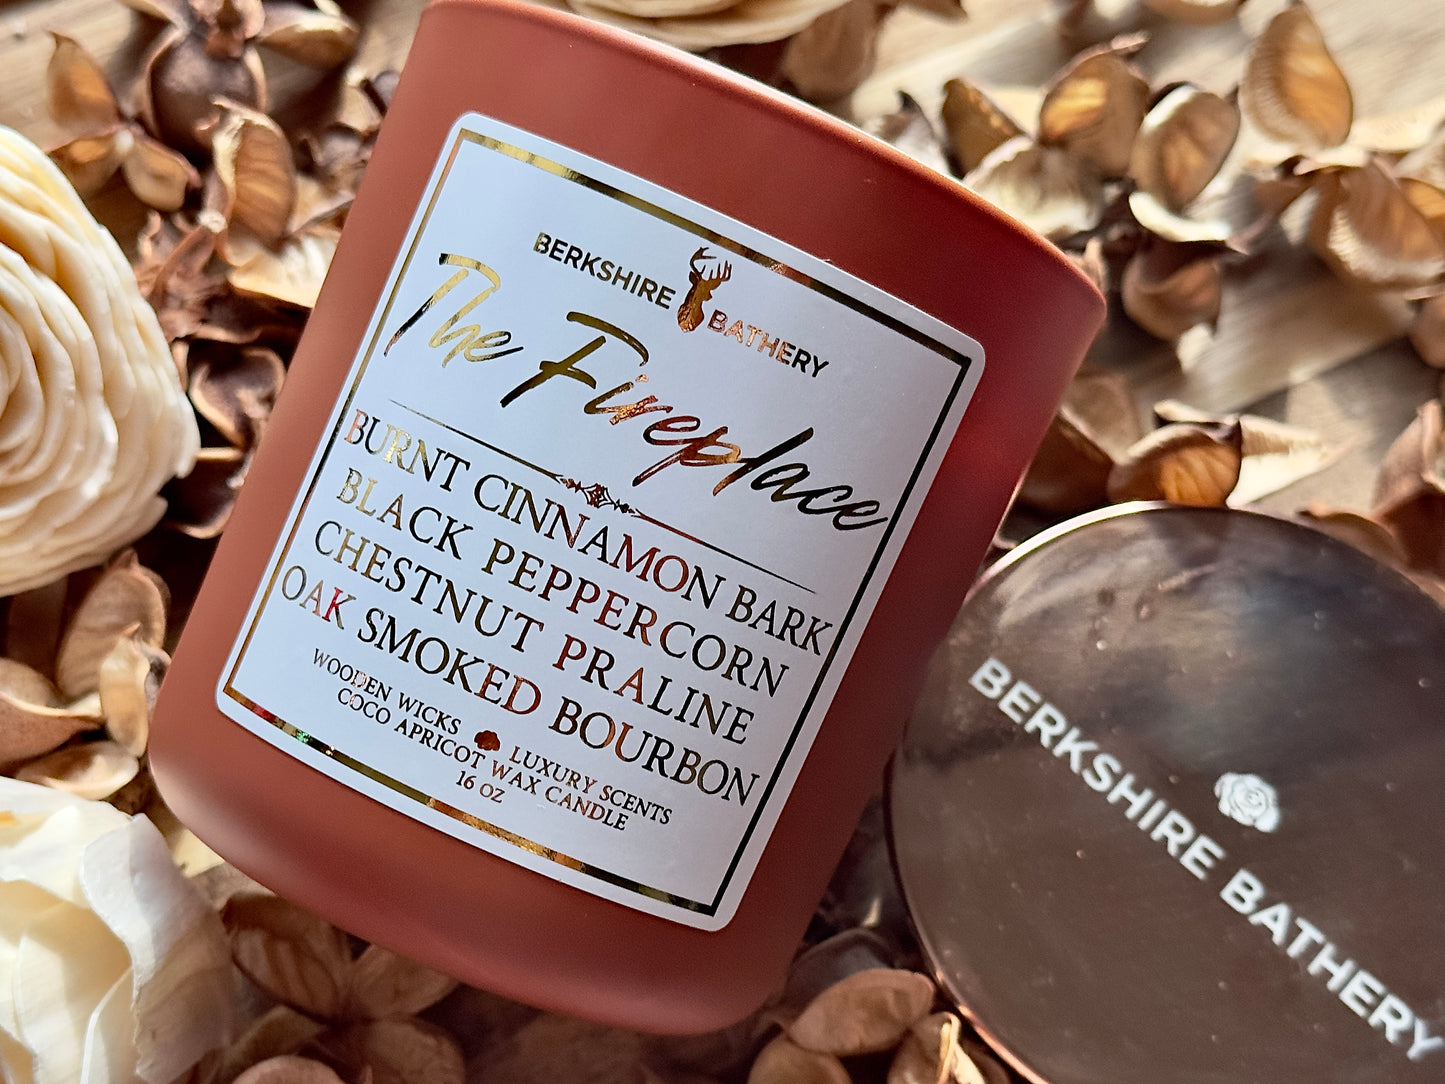 BERKSHIRE BATHERY
The Fireplace
BURNT CINNAMON BARK
BLACK PEPPERCORN
CHESTNUT PRALINE
OAK SMOKED BOURBON
WOODEN WICKS LUXURY SCENTS
COCO APRICOT WAX CANDLE
16 OZ
BERKSHIRE BATHERY